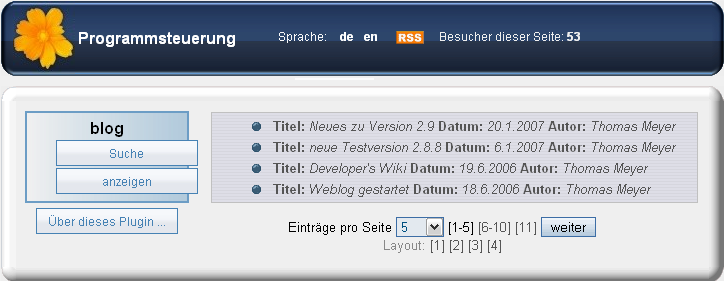 Programmsteuerung
Sprache: de en RSS Besucher dieser Seite: 53
blog
Suche
anzeigen
Über dieses Plugin ...
Titel: Neues zu Version 2.9 Datum: 20.1.2007 Autor: Thomas Meyer
Titel: neue Testversion 2.8.8 Datum: 6.1.2007 Autor: Thomas Meyer
Titel: Developer's Wiki Datum: 19.6.2006 Autor: Thomas Meyer
Titel: Weblog gestartet Datum: 18.6.2006 Autor: Thomas Meyer
Einträge pro Seite 5 [1-5] [6-10] [11] weiter
Layout: [1] [2] [3] [4]